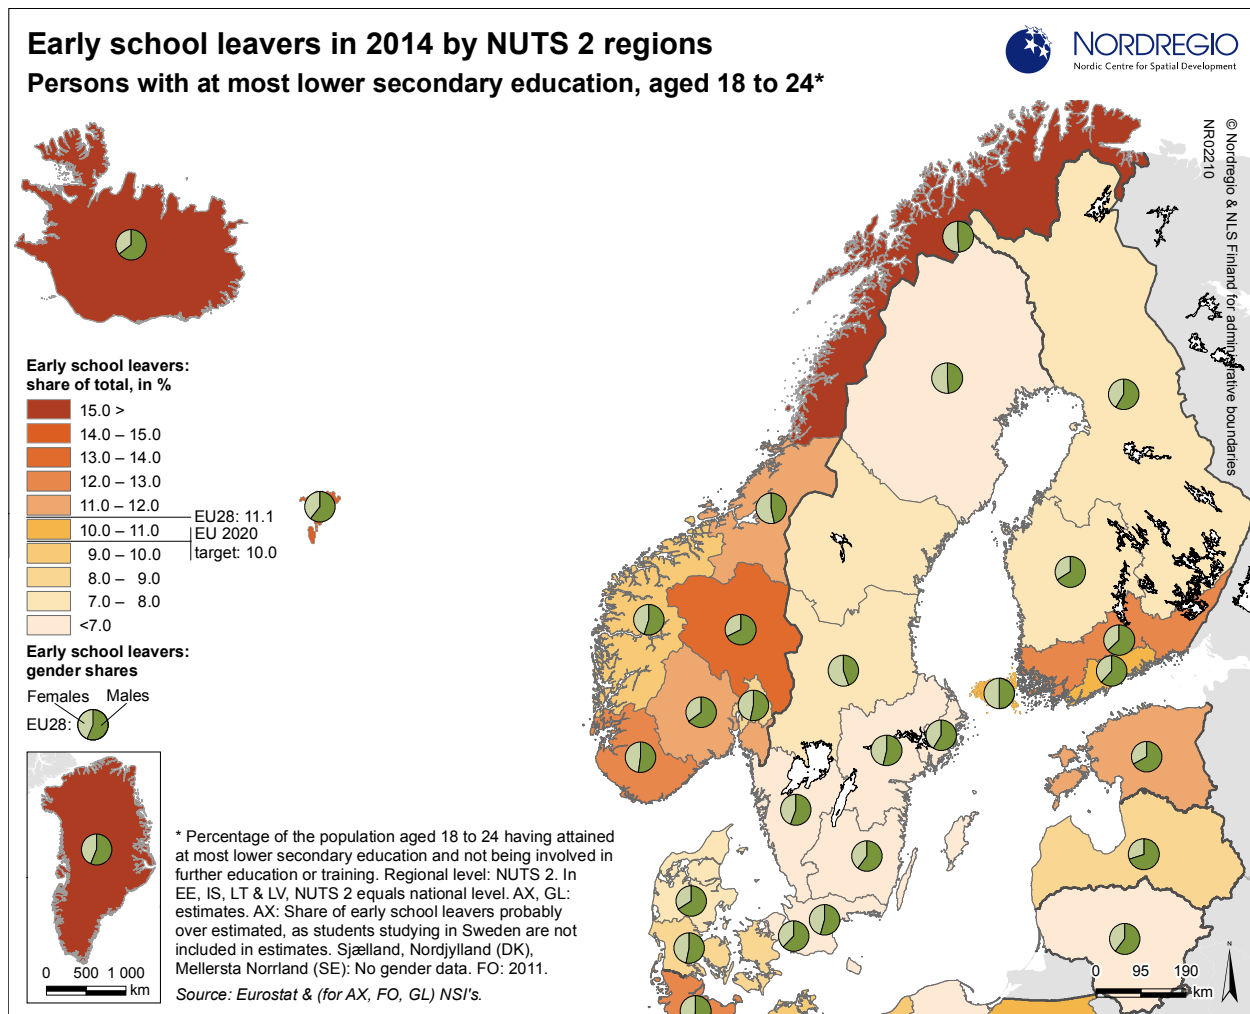 Early school leavers in 2014 by NUTS 2 regions
Persons with at most lower secondary education, aged 18 to 24*
NORDREGIO
Nordic Centre for Spatial Development
© Nordregio & NLS Finland for administrative boundaries
NR02210
Early school leavers:
share of total, in %
15.0 >
14.0 – 15.0
13.0 – 14.0
12.0 – 13.0
11.0 – 12.0
10.0 – 11.0
9.0 – 10.0
8.0 – 9.0
7.0 – 8.0
<7.0
EU28: 11.1
EU 2020
target: 10.0
Early school leavers:
gender shares
Females Males
EU28:
0 500 1 000
km
* Percentage of the population aged 18 to 24 having attained
at most lower secondary education and not being involved in
further education or training. Regional level: NUTS 2. In
EE, IS, LT & LV, NUTS 2 equals national level. AX, GL:
estimates. AX: Share of early school leavers probably
over estimated, as students studying in Sweden are not
included in estimates. Sjælland, Nordjylland (DK),
Mellersta Norrland (SE): No gender data. FO: 2011.
Source: Eurostat & (for AX, FO, GL) NSI's.
N
0 95 190
km